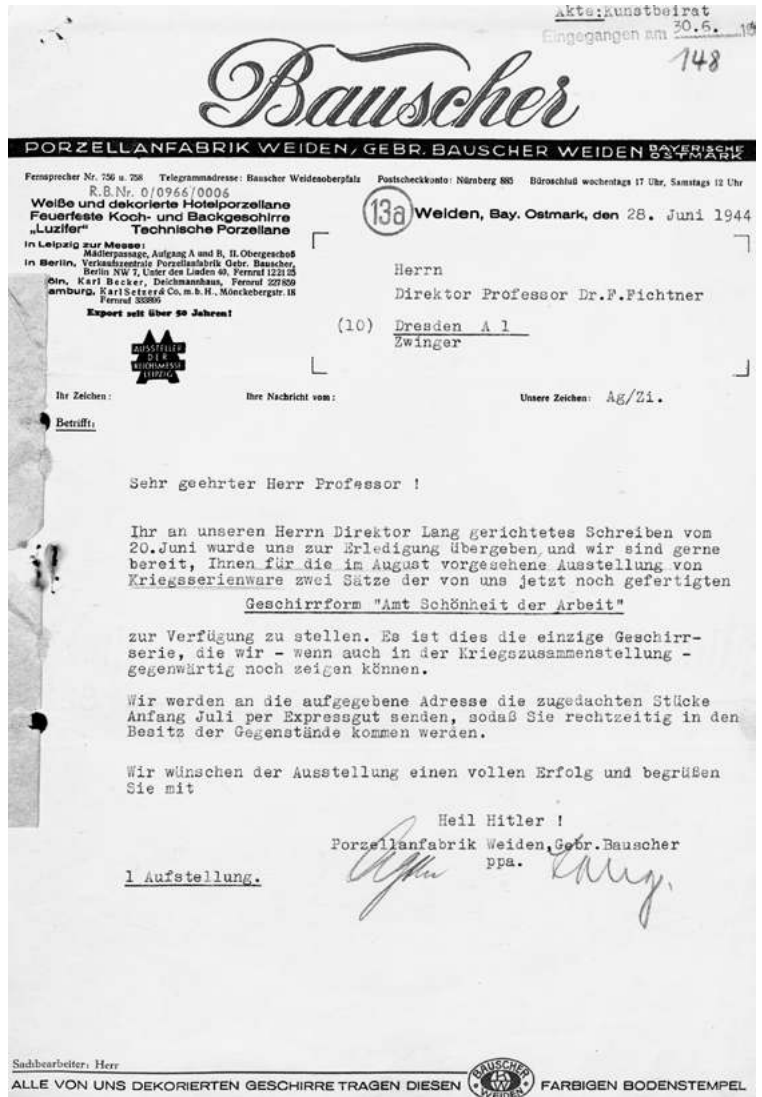 Akte:Kunstbeirat
Eingegangen am 30.6.
148
Bauscher
PORZELLANFABRIK WEIDEN, GEBR. BAUSCHER WEIDEN BAYERISCHE OSTMARK
Fernsprecher Nr. 756 u. 758 Telegrammadresse: Bauscher Weidenoberpfalz Postscheckkonto: Nürnberg 885 Büroschluß wochentags 17 Uhr, Samstags 12 Uhr
R.B.Nr. 0/0966/0006
Weiße und dekorierte Hotelporzellane
Feuerfeste Koch- und Backgeschirre
„Luzifer" Technische Porzellane
In Leipzig zur Messe:
Mädlerpassage, Aufgang A und B, II. Obergeschoß
In Berlin, Verkaufszentrale Porzellanfabrik Gebr. Bauscher,
Berlin NW 7, Unter den Linden 40, Fernruf 122125
öln, Karl Becker, Deichmannhaus, Fernruf 227859
amburg, Karl Setzer & Co. m. b. H., Mönckebergstr. 18
Fernruf 333806
Export seit über 50 Jahren!
AUSSTELLER
DER
REICHSMESSE
LEIPZIG
13a Weiden, Bay. Ostmark, den 28. Juni 1944
Herrn
Direktor Professor Dr.F.Fichtner
(10) Dresden A 1
Zwinger
Ihr Zeichen: Ihre Nachricht vom: Unsere Zeichen: Ag/Zi.
Betrifft:
Sehr geehrter Herr Professor !
Ihr an unseren Herrn Direktor Lang gerichtetes Schreiben vom
20.Juni wurde uns zur Erledigung übergeben, und wir sind gerne
bereit, Ihnen für die im August vorgesehene Ausstellung von
Kriegsserienware zwei Sätze der von uns jetzt noch gefertigten
Geschirrform "Amt Schönheit der Arbeit"
zur Verfügung zu stellen. Es ist dies die einzige Geschirr-
serie, die wir - wenn auch in der Kriegszusammenstellung -
gegenwärtig noch zeigen können.
Wir werden an die aufgegebene Adresse die zugedachten Stücke
Anfang Juli per Expressgut senden, sodaß Sie rechtzeitig in den
Besitz der Gegenstände kommen werden.
Wir wünschen der Ausstellung einen vollen Erfolg und begrüßen
Sie mit
Heil Hitler !
Porzellanfabrik Weiden,Gebr.Bauscher
ppa. Lang.
1 Aufstellung.
Sachbearbeiter: Herr
ALLE VON UNS DEKORIERTEN GESCHIRRE TRAGEN DIESEN BAUSCHER WEIDEN FARBIGEN BODENSTEMPEL